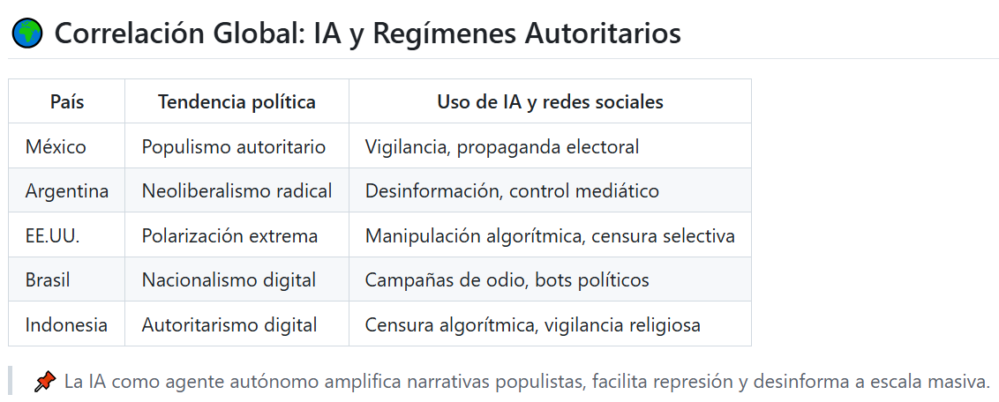 🌍 Correlación Global: IA y Regímenes Autoritarios
País Tendencia política Uso de IA y redes sociales
México Populismo autoritario Vigilancia, propaganda electoral
Argentina Neoliberalismo radical Desinformación, control mediático
EE.UU. Polarización extrema Manipulación algorítmica, censura selectiva
Brasil Nacionalismo digital Campañas de odio, bots políticos
Indonesia Autoritarismo digital Censura algorítmica, vigilancia religiosa
📌 La IA como agente autónomo amplifica narrativas populistas, facilita represión y desinforma a escala masiva.